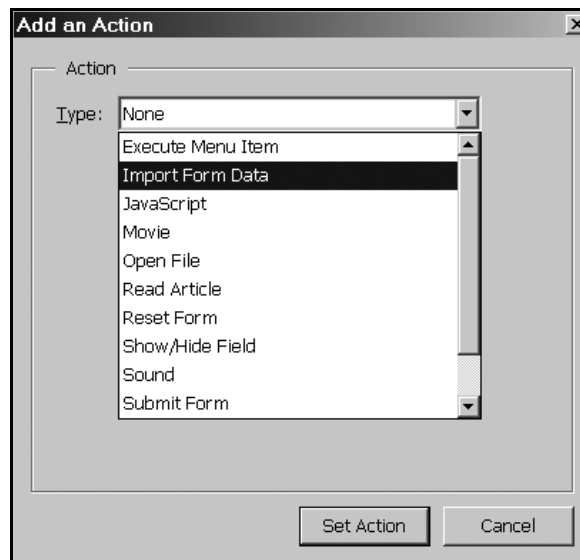 Add an Action
Action
Type: None
Execute Menu Item
Import Form Data
JavaScript
Movie
Open File
Read Article
Reset Form
Show/Hide Field
Sound
Submit Form
Set Action Cancel